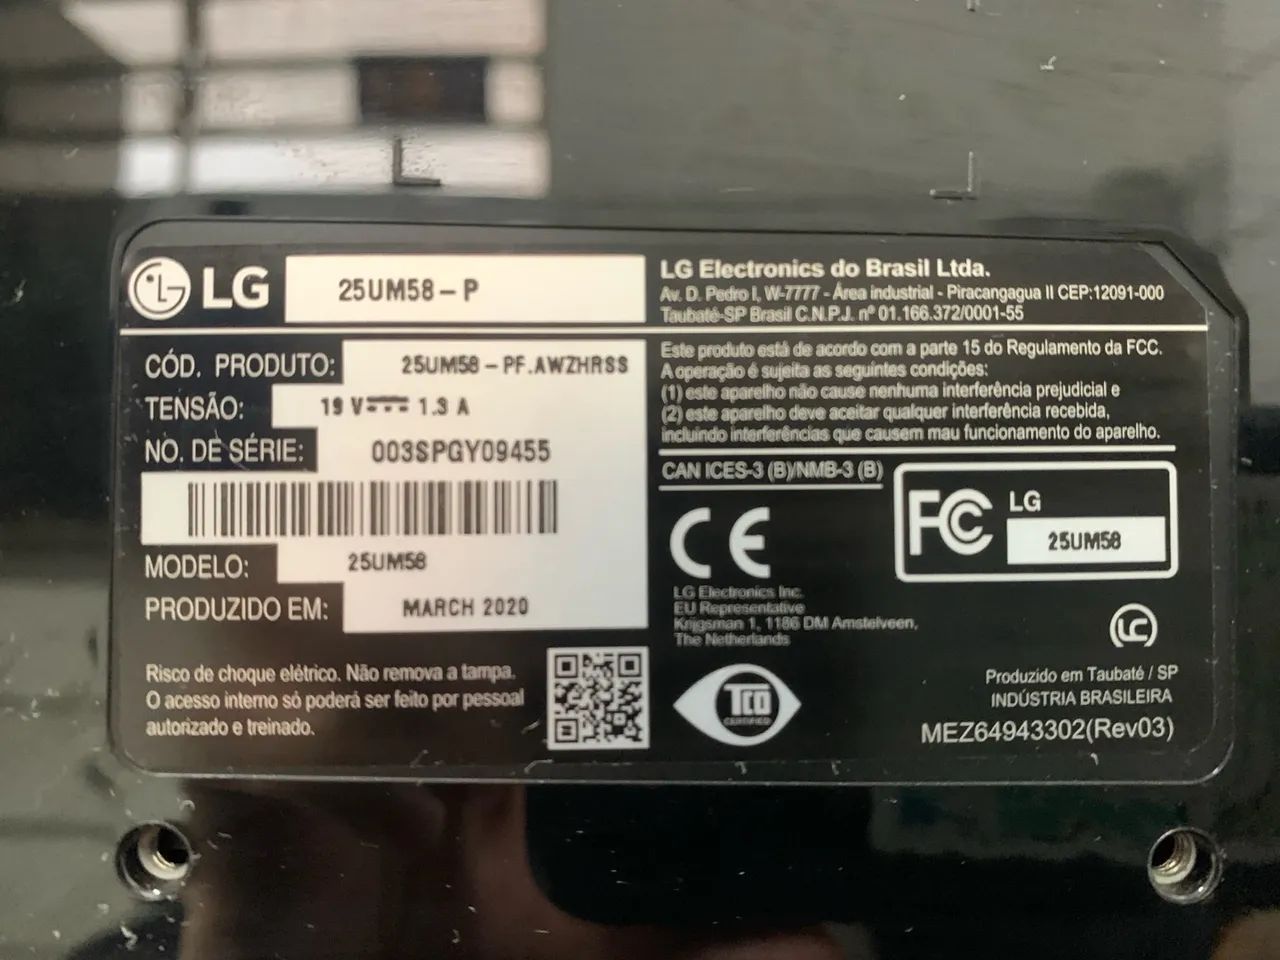 LG 25UM58-P
CÓD. PRODUTO: 25UM58-PF.AWZHRSS
TENSÃO: 19 V⎓ 1.3 A
NO. DE SÉRIE: 003SPGY09455
MODELO: 25UM58
PRODUZIDO EM: MARCH 2020
Risco de choque elétrico. Não remova a tampa.
O acesso interno só poderá ser feito por pessoal
autorizado e treinado.
LG Electronics do Brasil Ltda.
Av. D. Pedro I, W-7777 - Área industrial - Piracangagua II CEP:12091-000
Taubaté-SP Brasil C.N.P.J. nº 01.166.372/0001-55
Este produto está de acordo com a parte 15 do Regulamento da FCC.
A operação é sujeita as seguintes condições:
(1) este aparelho não cause nenhuma interferência prejudicial e
(2) este aparelho deve aceitar qualquer interferência recebida,
incluindo interferências que causem mau funcionamento do aparelho.
CAN ICES-3 (B)/NMB-3 (B)
CE
FC LG
25UM58
LG Electronics Inc.
EU Representative
Krijgsman 1, 1186 DM Amstelveen,
The Netherlands
LC
TCO
CERTIFIED
Produzido em Taubaté / SP
INDÚSTRIA BRASILEIRA
MEZ64943302(Rev03)